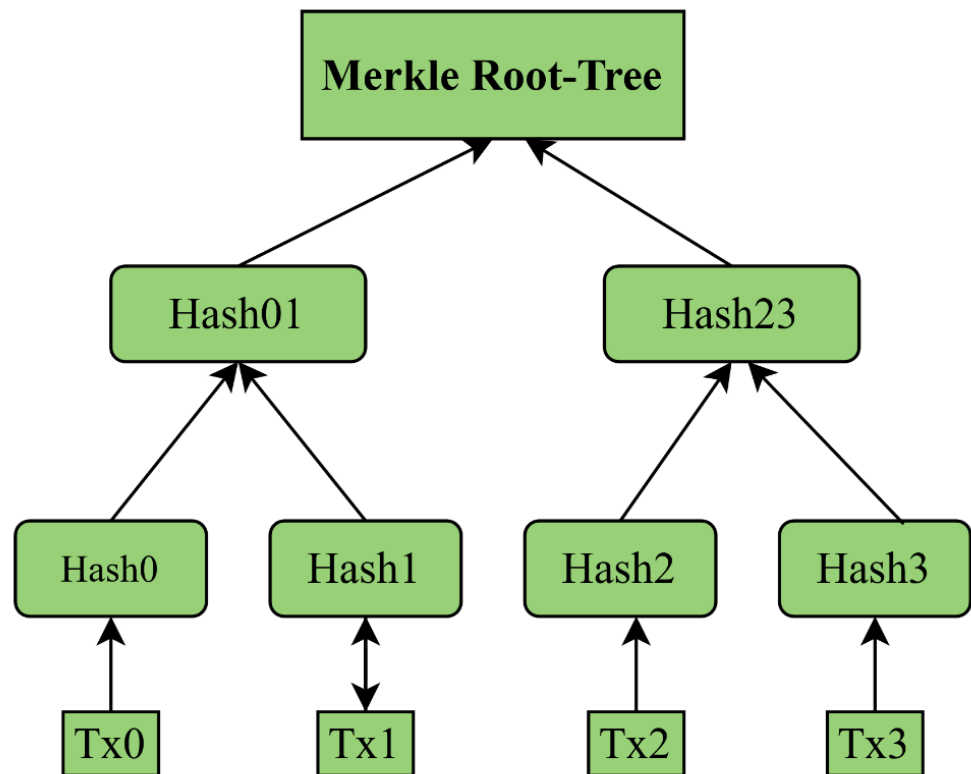 Merkle Root-Tree
Hash01
Hash23
Hash0
Hash1
Hash2
Hash3
Tx0
Tx1
Tx2
Tx3